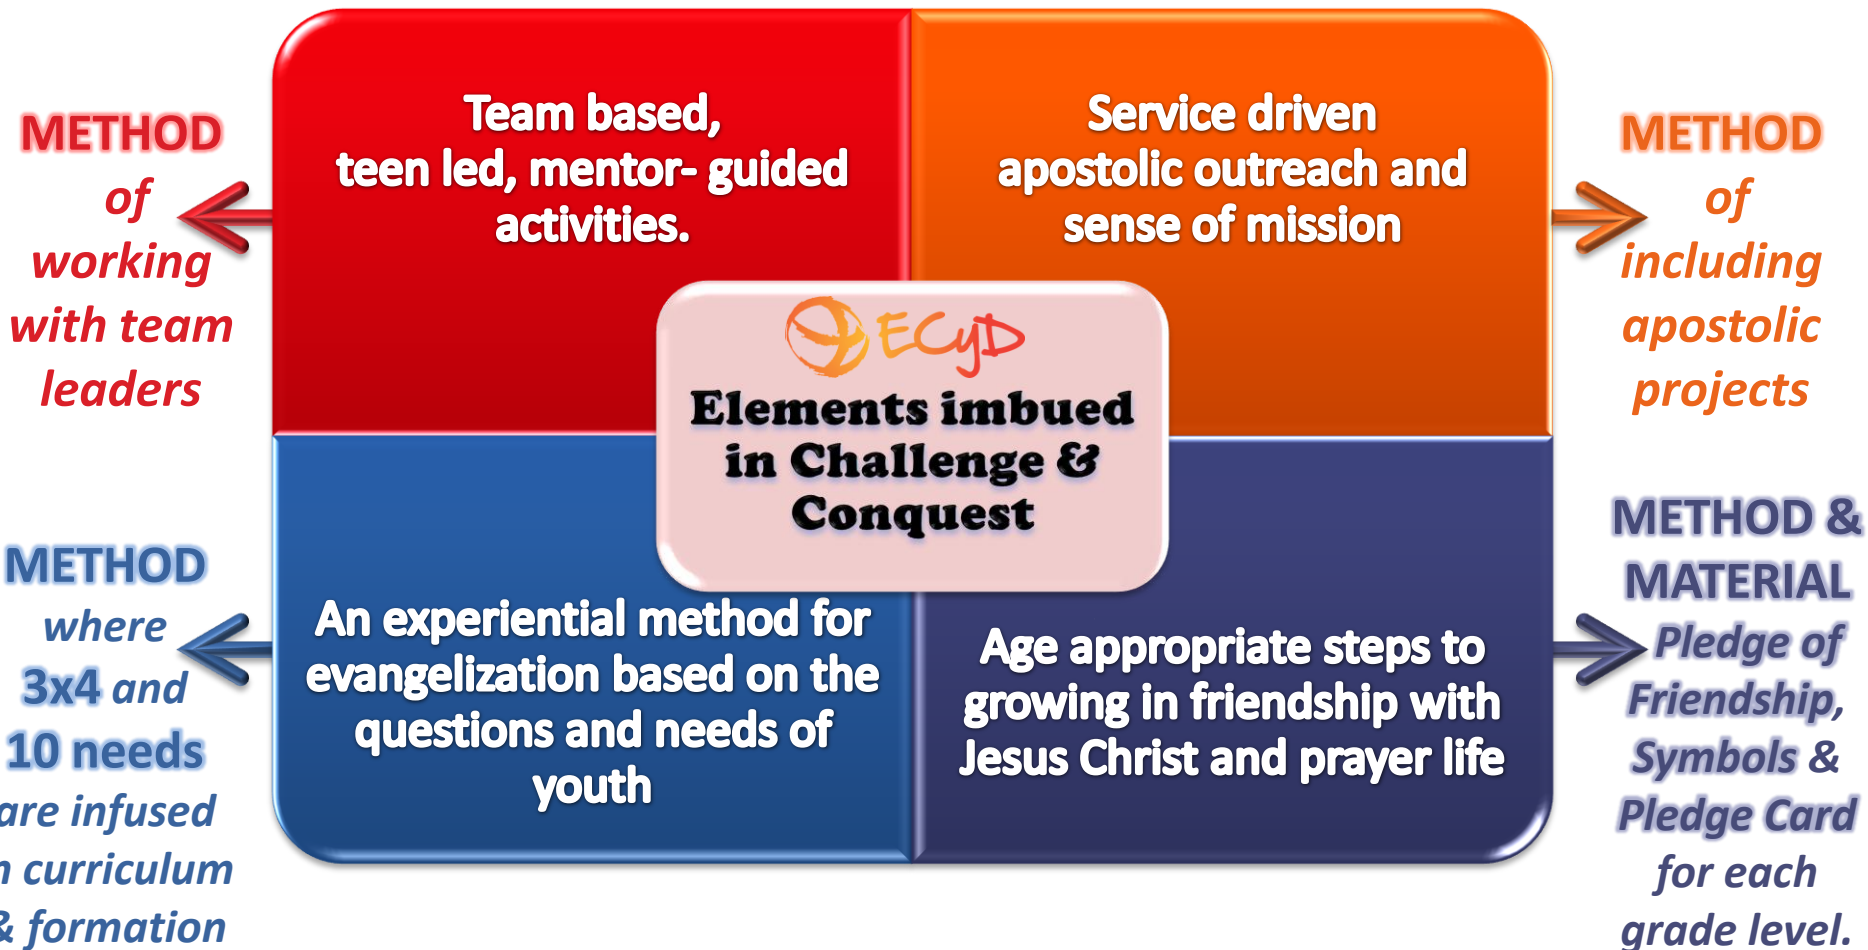 METHOD
of
working
with team
leaders
Team based,
teen led, mentor- guided
activities.
Service driven
apostolic outreach and
sense of mission
METHOD
of
including
apostolic
projects
ECyD
Elements imbued
in Challenge &
Conquest
METHOD
where
3x4 and
10 needs
are infused
curriculum
& formation
An experiential method for
evangelization based on the
questions and needs of
youth
Age appropriate steps to
growing in friendship with
Jesus Christ and prayer life
METHOD &
MATERIAL
Pledge of
Friendship,
Symbols &
Pledge Card
for each
grade level.